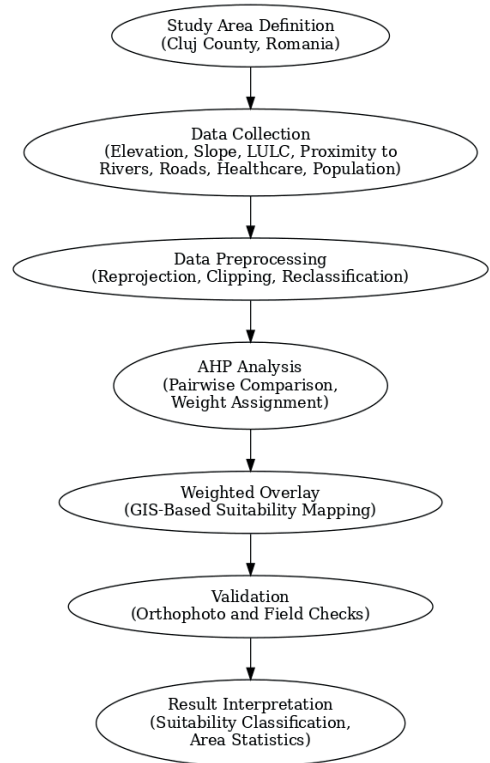 Study Area Definition
(Cluj County, Romania)
Data Collection
(Elevation, Slope, LULC, Proximity to
Rivers, Roads, Healthcare, Population)
Data Preprocessing
(Reprojection, Clipping, Reclassification)
AHP Analysis
(Pairwise Comparison,
Weight Assignment)
Weighted Overlay
(GIS-Based Suitability Mapping)
Validation
(Orthophoto and Field Checks)
Result Interpretation
(Suitability Classification,
Area Statistics)